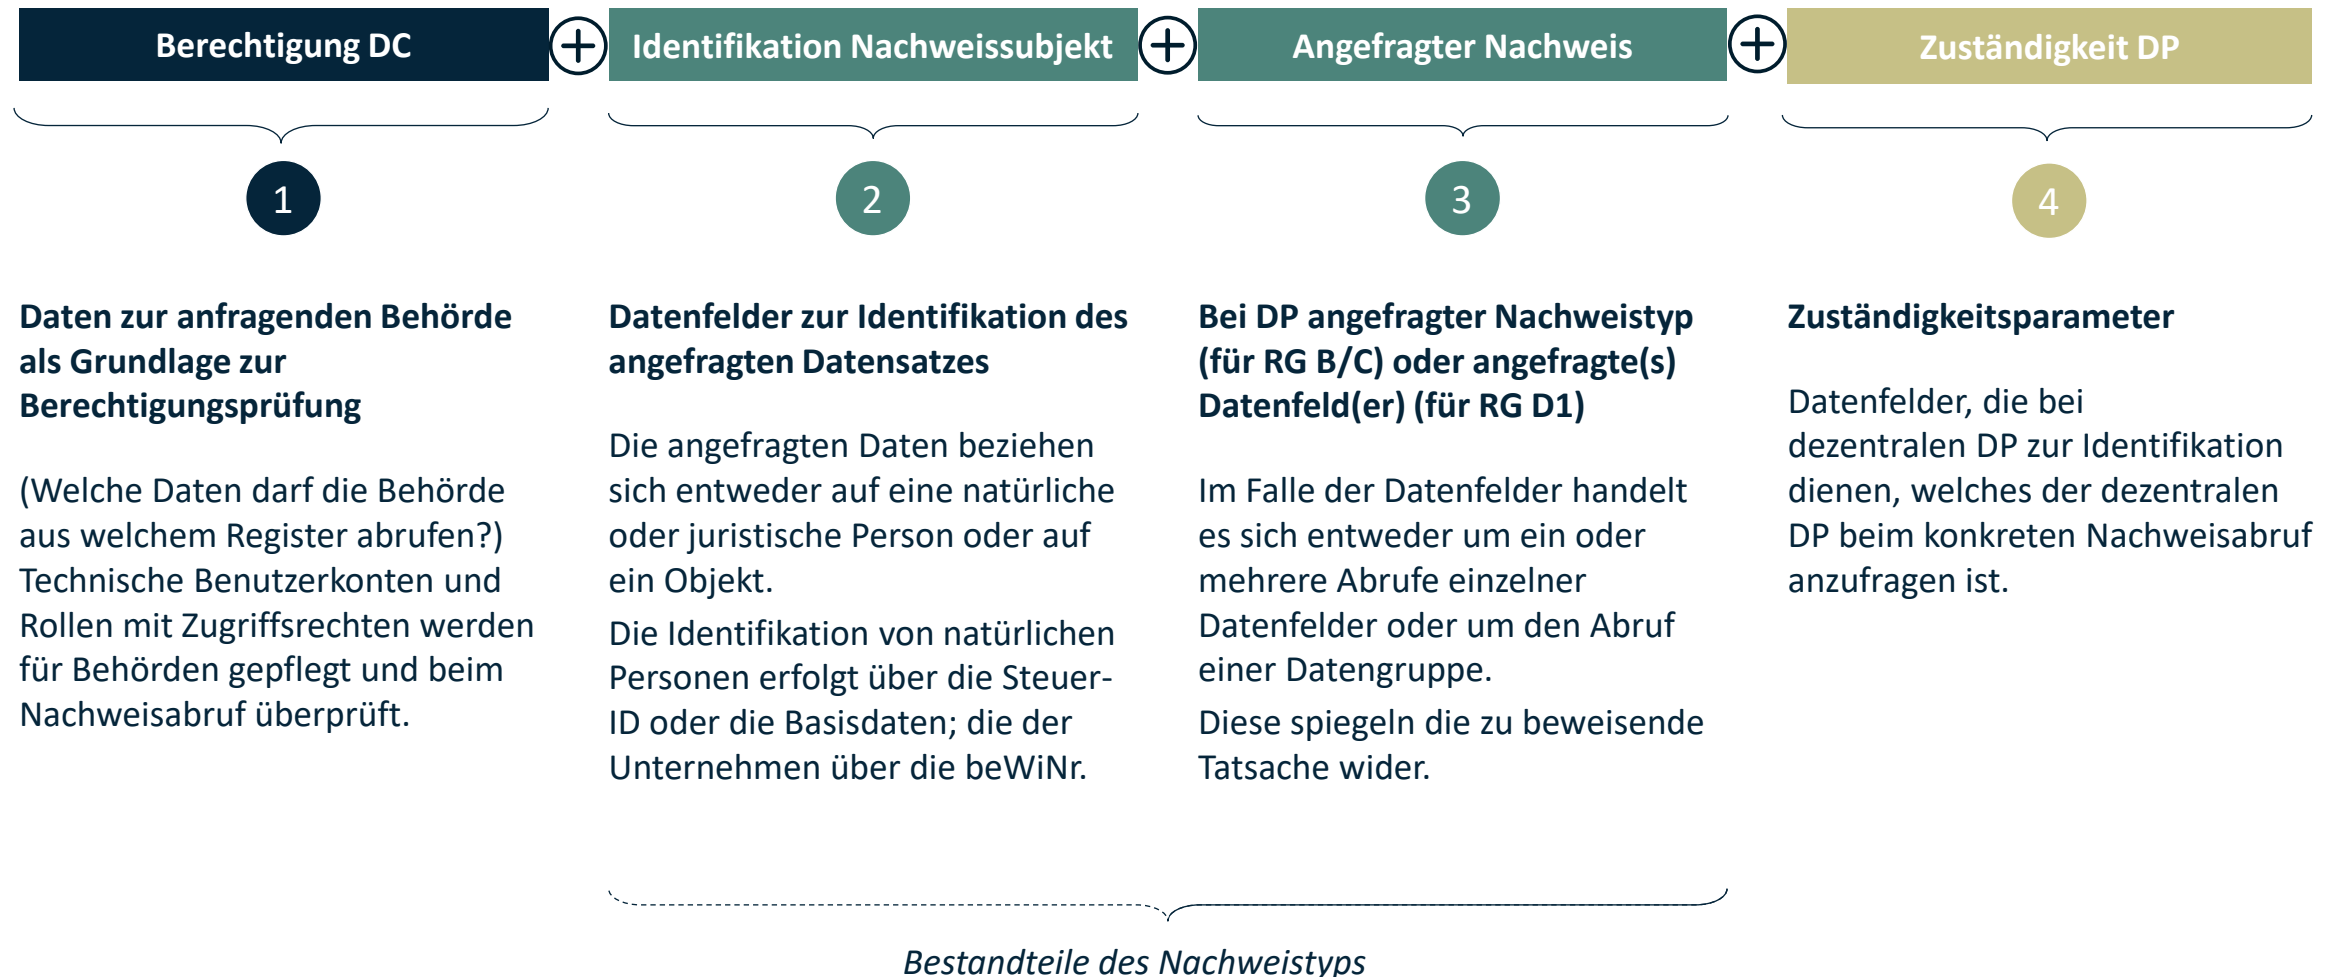 Berechtigung DC
Identifikation Nachweissubjekt
Angefragter Nachweis
Zuständigkeit DP
1
2
3
4
Daten zur anfragenden Behörde
als Grundlage zur
Berechtigungsprüfung
(Welche Daten darf die Behörde
aus welchem Register abrufen?)
Technische Benutzerkonten und
Rollen mit Zugriffsrechten werden
für Behörden gepflegt und beim
Nachweisabruf überprüft.
Datenfelder zur Identifikation des
angefragten Datensatzes
Die angefragten Daten beziehen
sich entweder auf eine natürliche
oder juristische Person oder auf
ein Objekt.
Die Identifikation von natürlichen
Personen erfolgt über die Steuer-
ID oder die Basisdaten; die der
Unternehmen über die beWiNr.
Bei DP angefragter Nachweistyp
(für RG B/C) oder angefragte(s)
Datenfeld(er) (für RG D1)
Im Falle der Datenfelder handelt
es sich entweder um ein oder
mehrere Abrufe einzelner
Datenfelder oder um den Abruf
einer Datengruppe.
Diese spiegeln die zu beweisende
Tatsache wider.
Zuständigkeitsparameter
Datenfelder, die bei
dezentralen DP zur Identifikation
dienen, welches der dezentralen
DP beim konkreten Nachweisabruf
anzufragen ist.
Bestandteile des Nachweistyps